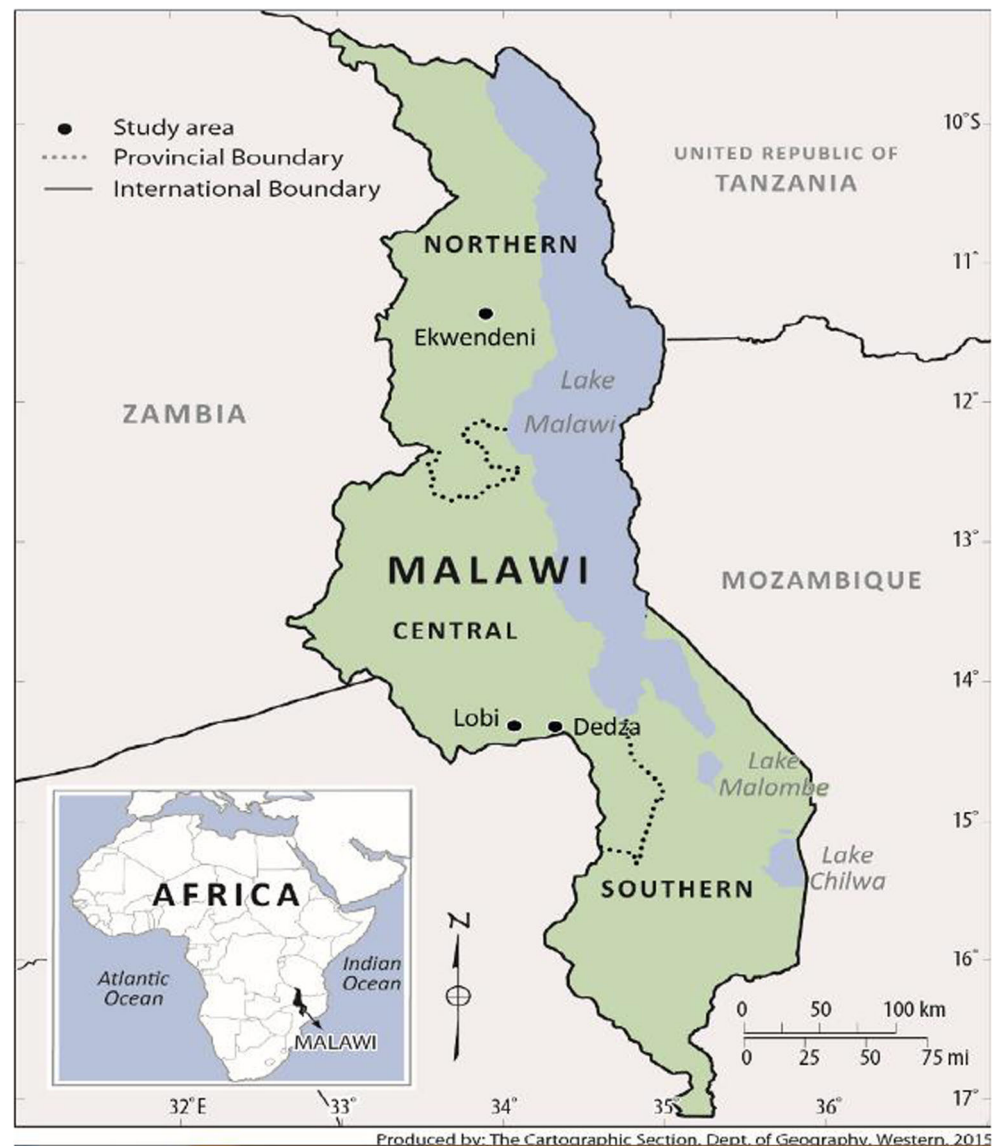 Study area
Provincial Boundary
International Boundary
10°S
UNITED REPUBLIC OF
TANZANIA
NORTHERN
11°
Ekwendeni
Lake
Malawi
12°
ZAMBIA
13°
MALAWI
MOZAMBIQUE
CENTRAL
14°
Lobi
Dedza
Lake
Malombe
15°
Lake
Chilwa
SOUTHERN
AFRICA
N
16°
Atlantic
Ocean
Indian
Ocean
MALAWI
0 50 100 km
0 25 50 75 mi
17°
32°E 33° 34° 35° 36°
Produced by: The Cartographic Section, Dept. of Geography, Western, 2015